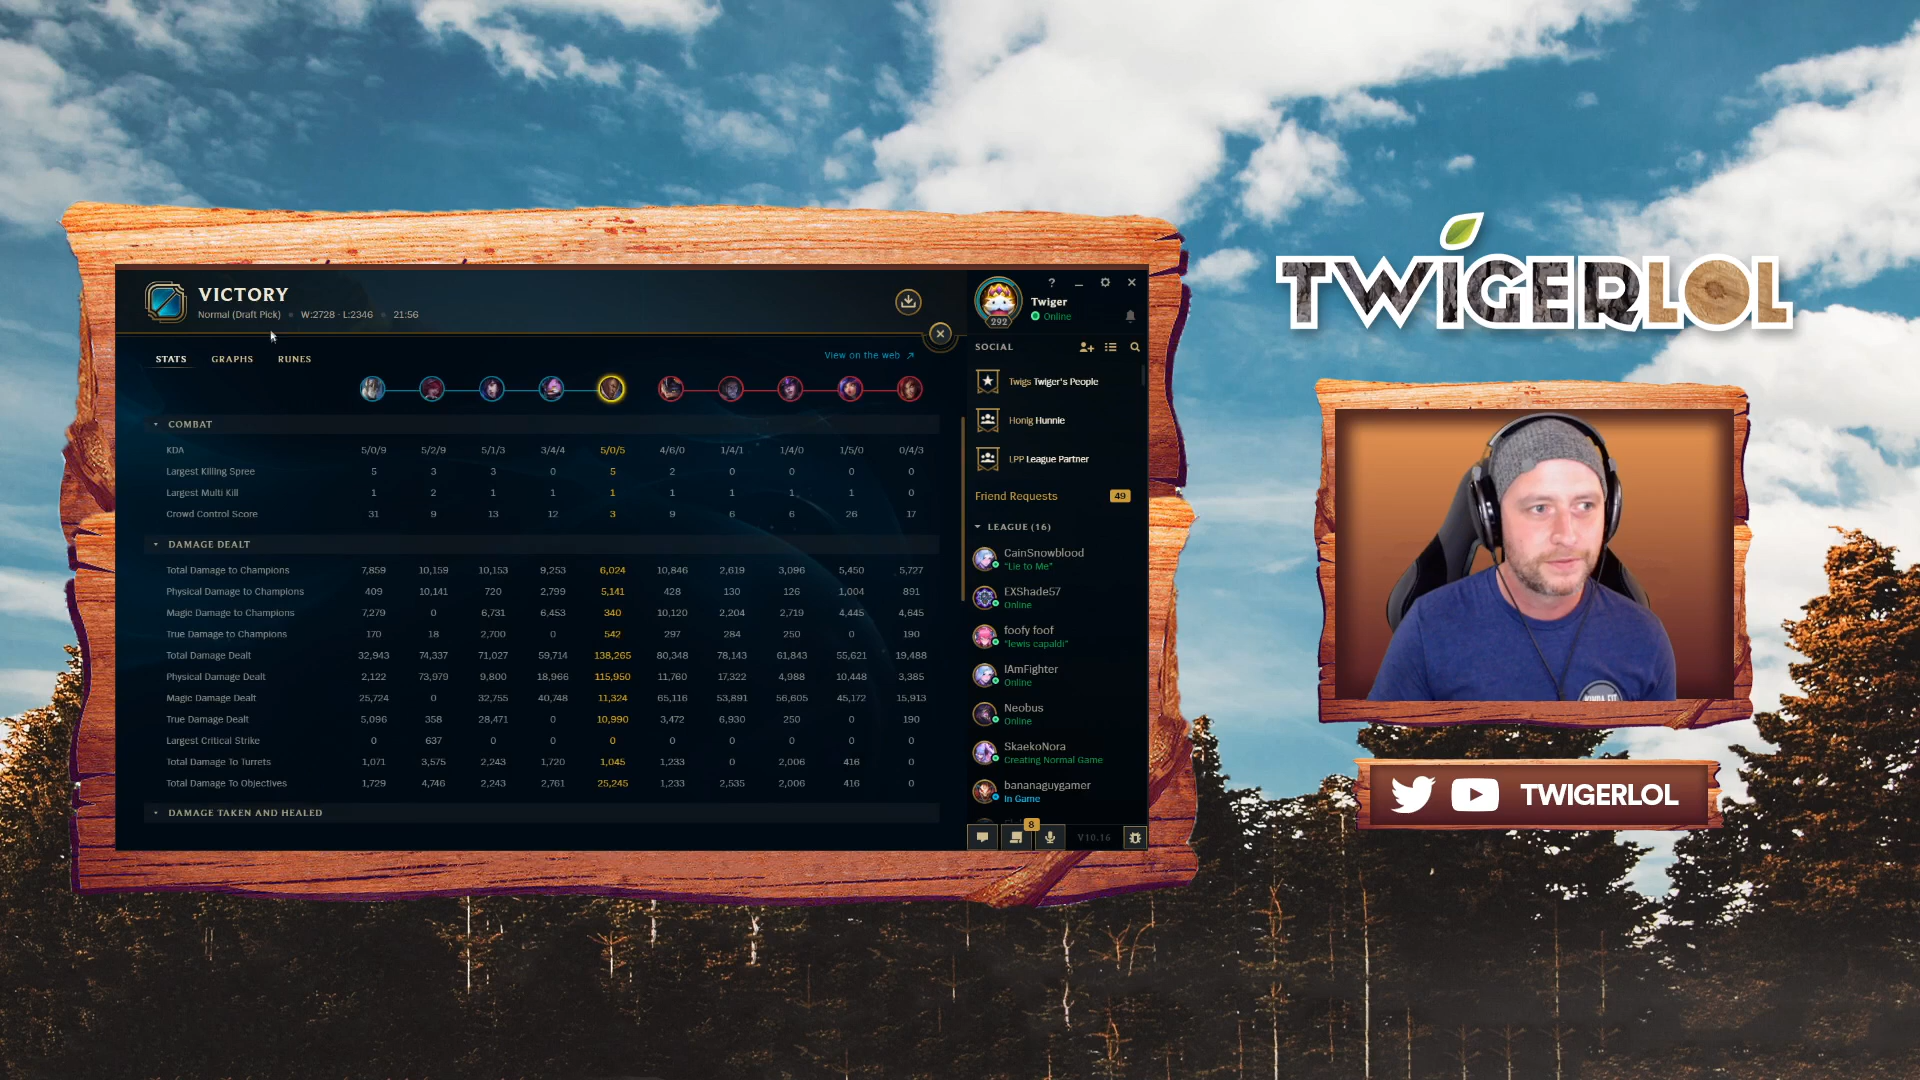 VICTORY
Normal (Draft Pick) • W:2728 - L:2346 • 21:56
STATS GRAPHS RUNES
View on the web
COMBAT
KDA 5/0/9 5/2/9 5/1/3 3/4/4 5/0/5 4/6/0 1/4/1 1/4/0 1/5/0 0/4/3
Largest Killing Spree 5 3 3 0 5 2 0 0 0 0
Largest Multi Kill 1 2 1 1 1 1 1 1 1 0
Crowd Control Score 31 9 13 12 3 9 6 6 26 17
DAMAGE DEALT
Total Damage to Champions 7,859 10,159 10,153 9,253 6,024 10,846 2,619 3,096 5,450 5,727
Physical Damage to Champions 409 10,141 720 2,799 5,141 428 130 126 1,004 891
Magic Damage to Champions 7,279 0 6,731 6,453 340 10,120 2,204 2,719 4,445 4,645
True Damage to Champions 170 18 2,700 0 542 297 284 250 0 190
Total Damage Dealt 32,943 74,337 71,027 59,714 138,265 80,348 78,143 61,843 55,621 19,488
Physical Damage Dealt 2,122 73,979 9,800 18,966 115,950 11,760 17,322 4,988 10,448 3,385
Magic Damage Dealt 25,724 0 32,755 40,748 11,324 65,116 53,891 56,605 45,172 15,913
True Damage Dealt 5,096 358 28,471 0 10,990 3,472 6,930 250 0 190
Largest Critical Strike 0 637 0 0 0 0 0 0 0 0
Total Damage To Turrets 1,071 3,575 2,243 1,720 1,045 1,233 0 2,006 416 0
Total Damage To Objectives 1,729 4,746 2,243 2,761 25,245 1,233 2,535 2,006 416 0
DAMAGE TAKEN AND HEALED
292
Twiger
Online
SOCIAL
Twigs Twiger's People
Honig Hunnie
LPP League Partner
Friend Requests 49
LEAGUE (16)
CainSnowblood
"Lie to Me"
EXShade57
Online
foofy foof
"lewis capaldi"
IAmFighter
Online
Neobus
Online
SkaekoNora
Creating Normal Game
bananaguygamer
In Game
8
V10.16
TWIGERLOL
TWIGERLOL